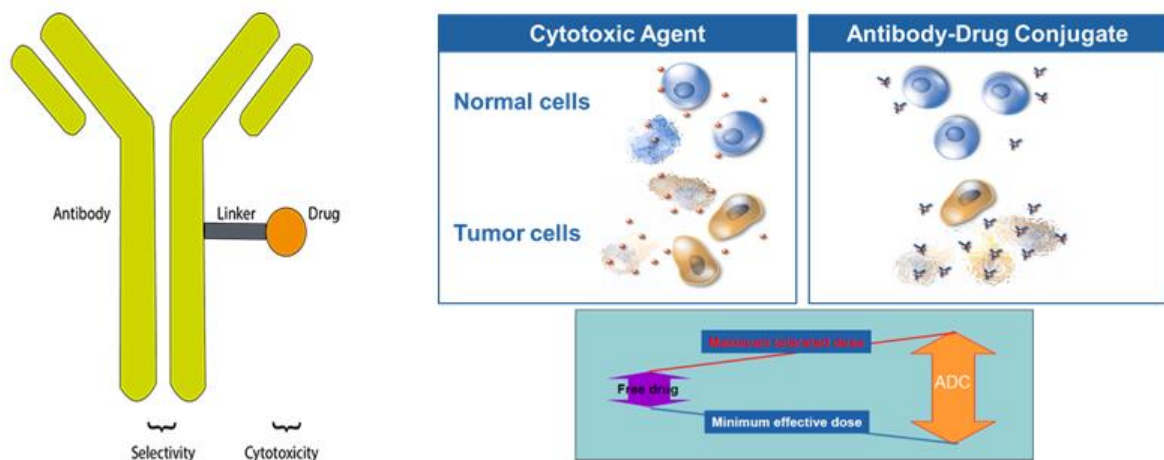 Antibody
Linker
Drug
Selectivity
Cytotoxicity
Cytotoxic Agent
Antibody-Drug Conjugate
Normal cells
Tumor cells
Maximum tolerated dose
Free drug
ADC
Minimum effective dose